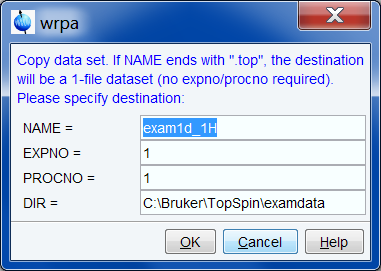 wrpa
Copy data set. If NAME ends with ".top", the destination
will be a 1-file dataset (no expno/procno required).
Please specify destination:
NAME = exam1d_1H
EXPNO = 1
PROCNO = 1
DIR = C:\Bruker\TopSpin\examdata
OK Cancel Help